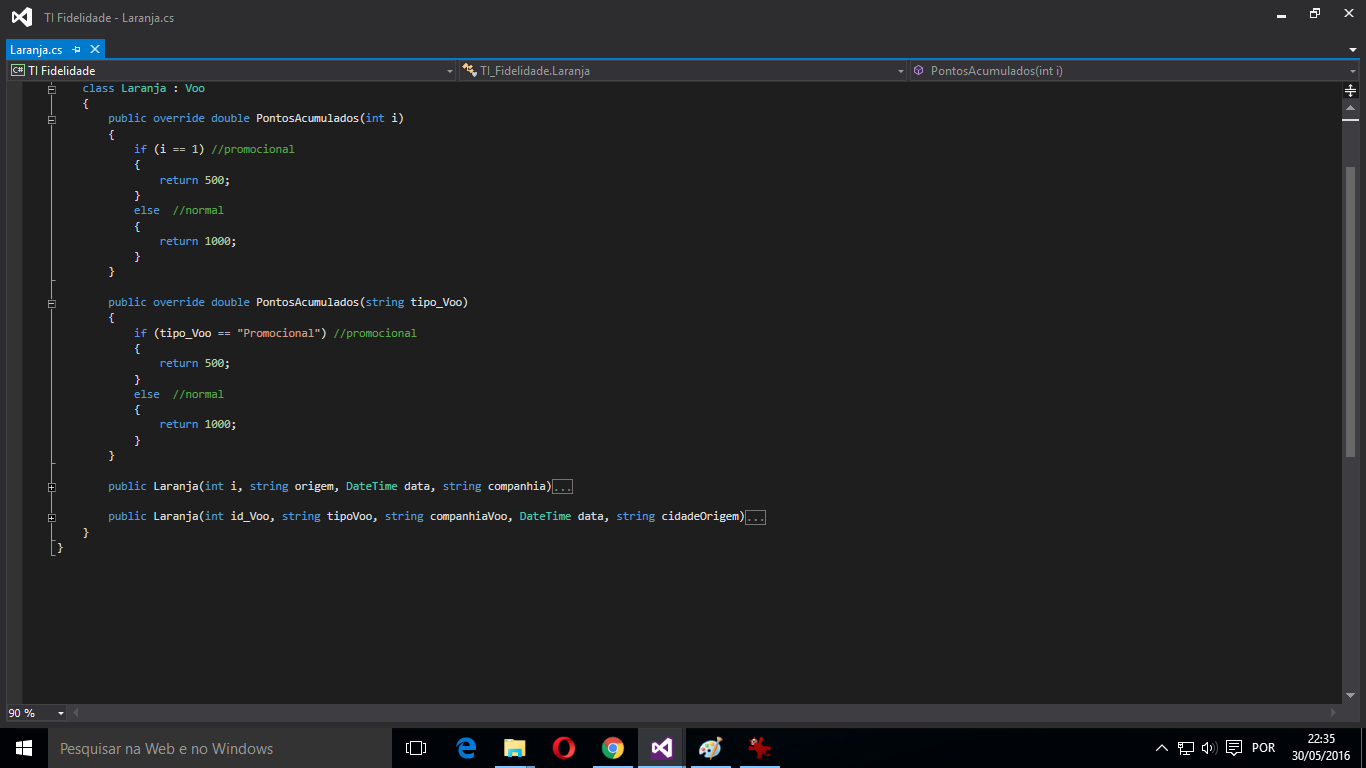 TI Fidelidade - Laranja.cs
Laranja.cs
C# TI Fidelidade
TI_Fidelidade.Laranja
PontosAcumulados(int i)
class Laranja : Voo
{
public override double PontosAcumulados(int i)
{
if (i == 1) //promocional
{
return 500;
}
else  //normal
{
return 1000;
}
}
public override double PontosAcumulados(string tipo_Voo)
{
if (tipo_Voo == "Promocional") //promocional
{
return 500;
}
else  //normal
{
return 1000;
}
}
public Laranja(int i, string origem, DateTime data, string companhia)...
public Laranja(int id_Voo, string tipoVoo, string companhiaVoo, DateTime data, string cidadeOrigem)...
}
}
90 %
Pesquisar na Web e no Windows
POR
22:35
30/05/2016